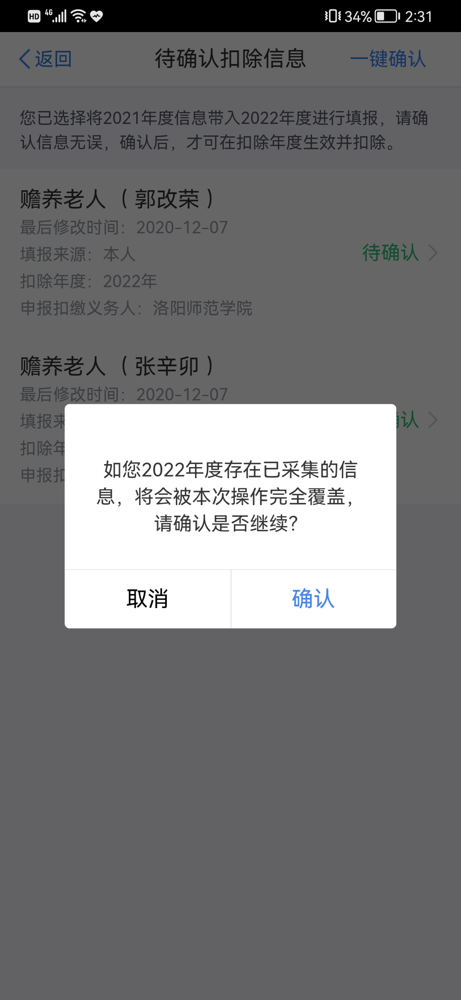 HD 4G 34% 2:31
返回 待确认扣除信息 一键确认
您已选择将2021年度信息带入2022年度进行填报，请确
认信息无误，确认后，才可在扣除年度生效并扣除。
赡养老人（郭改荣）
最后修改时间：2020-12-07
填报来源：本人
待确认
扣除年度：2022年
申报扣缴义务人：洛阳师范学院
赡养老人（张辛卯）
最后修改时间：2020-12-07
填报来
认
扣除年
申报扣
如您2022年度存在已采集的信
息，将会被本次操作完全覆盖，
请确认是否继续？
取消 确认